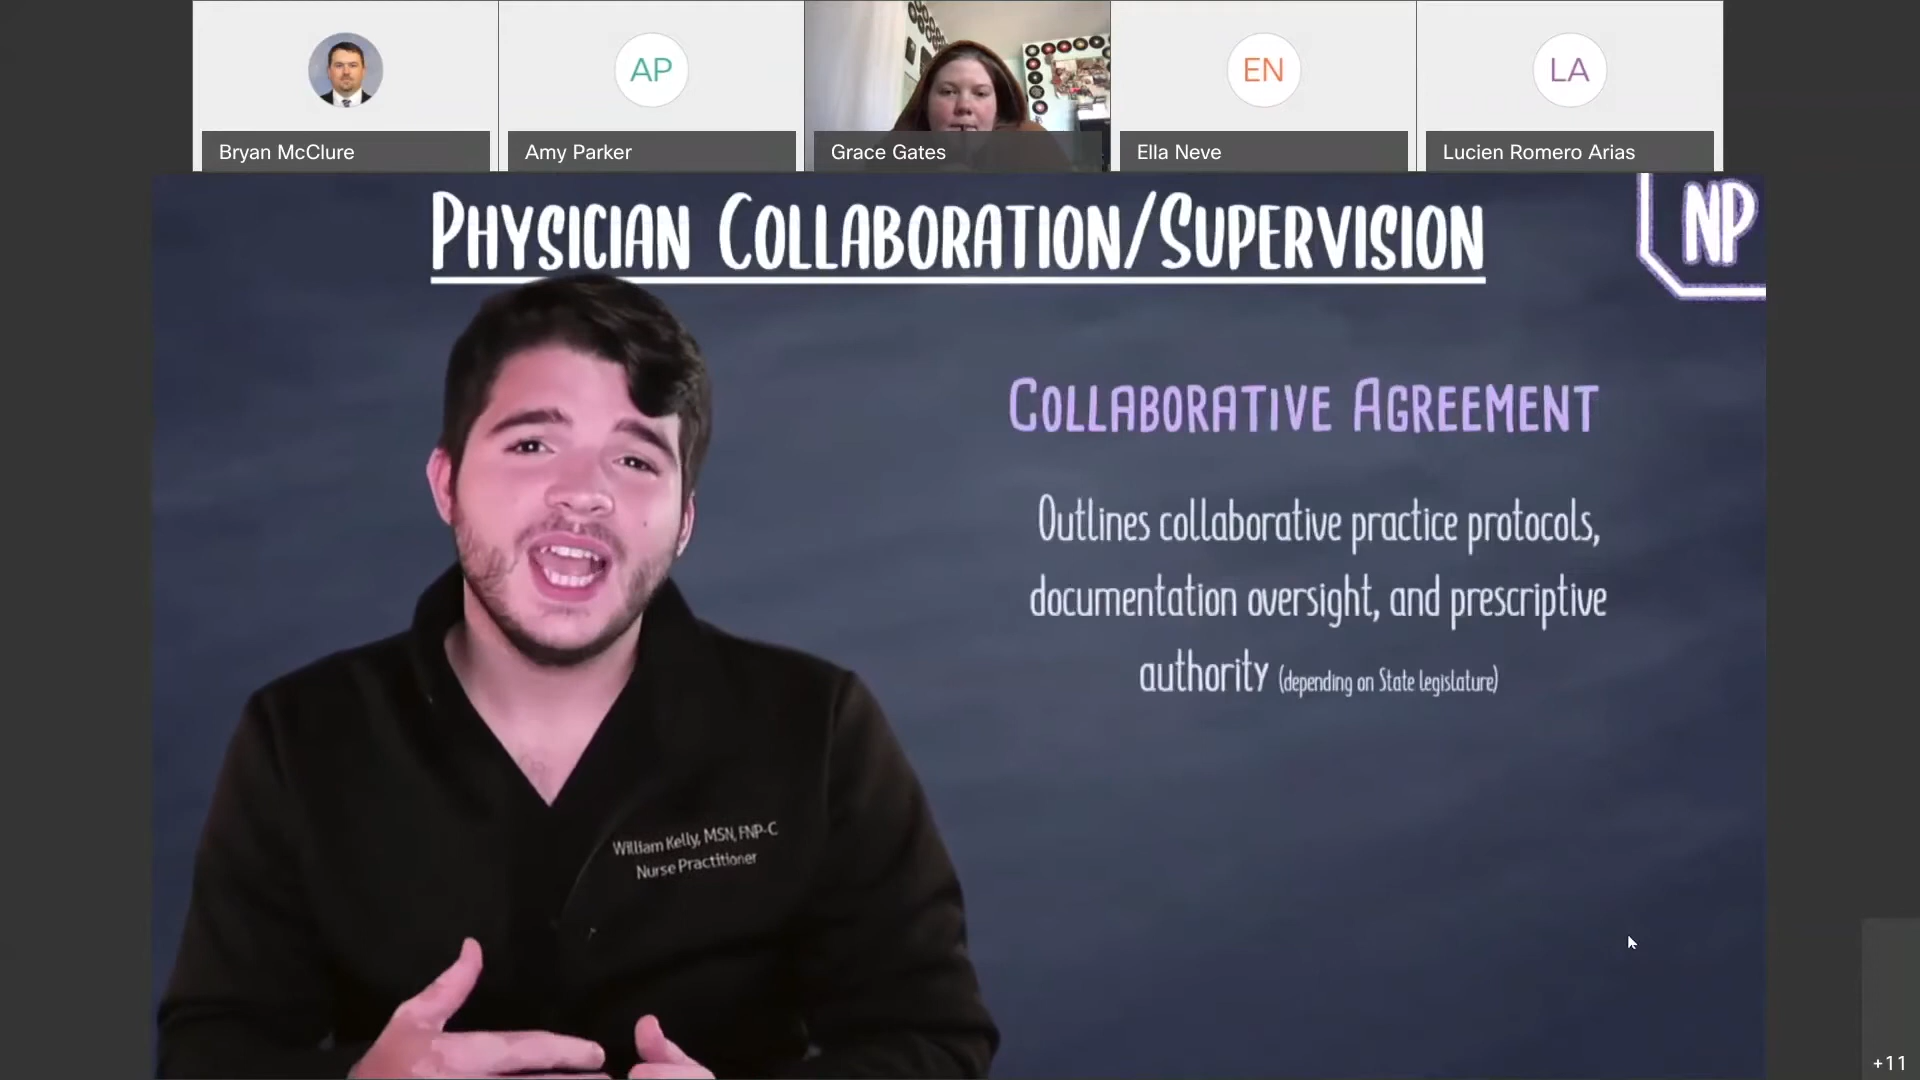 AP
EN
LA
Bryan McClure
Amy Parker
Grace Gates
Ella Neve
Lucien Romero Arias
PHYSICIAN COLLABORATION/SUPERVISION
NP
COLLABORATIVE AGREEMENT
Outlines collaborative practice protocols,
documentation oversight, and prescriptive
authority (depending on State legislature)
William Kelly, MSN, FNP-C
Nurse Practitioner
+11